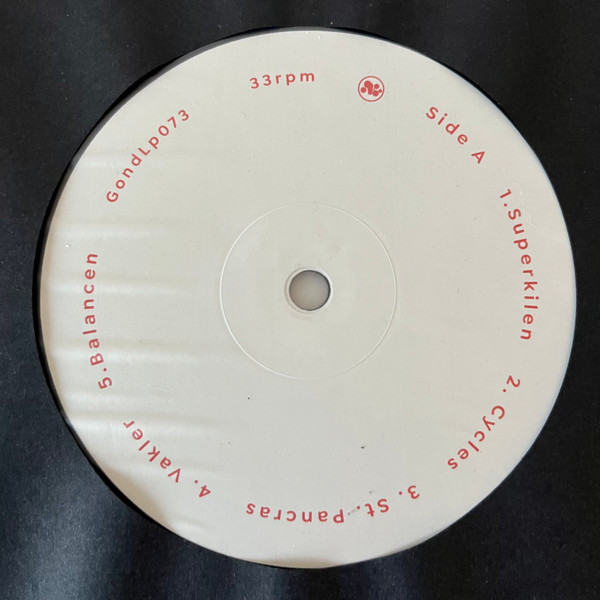 33rpm
Side A
1.Superkilen
2.Cycles
3.St.Pancras
4.Vakler
5.Balancen
GondLp073